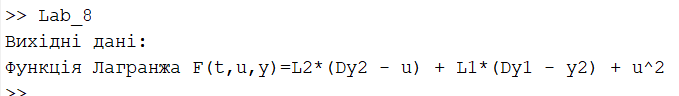 >> Lab_8
Вихідні дані:
Функція Лагранжа F(t,u,y)=L2*(Dy2 - u) + L1*(Dy1 - y2) + u^2
>>